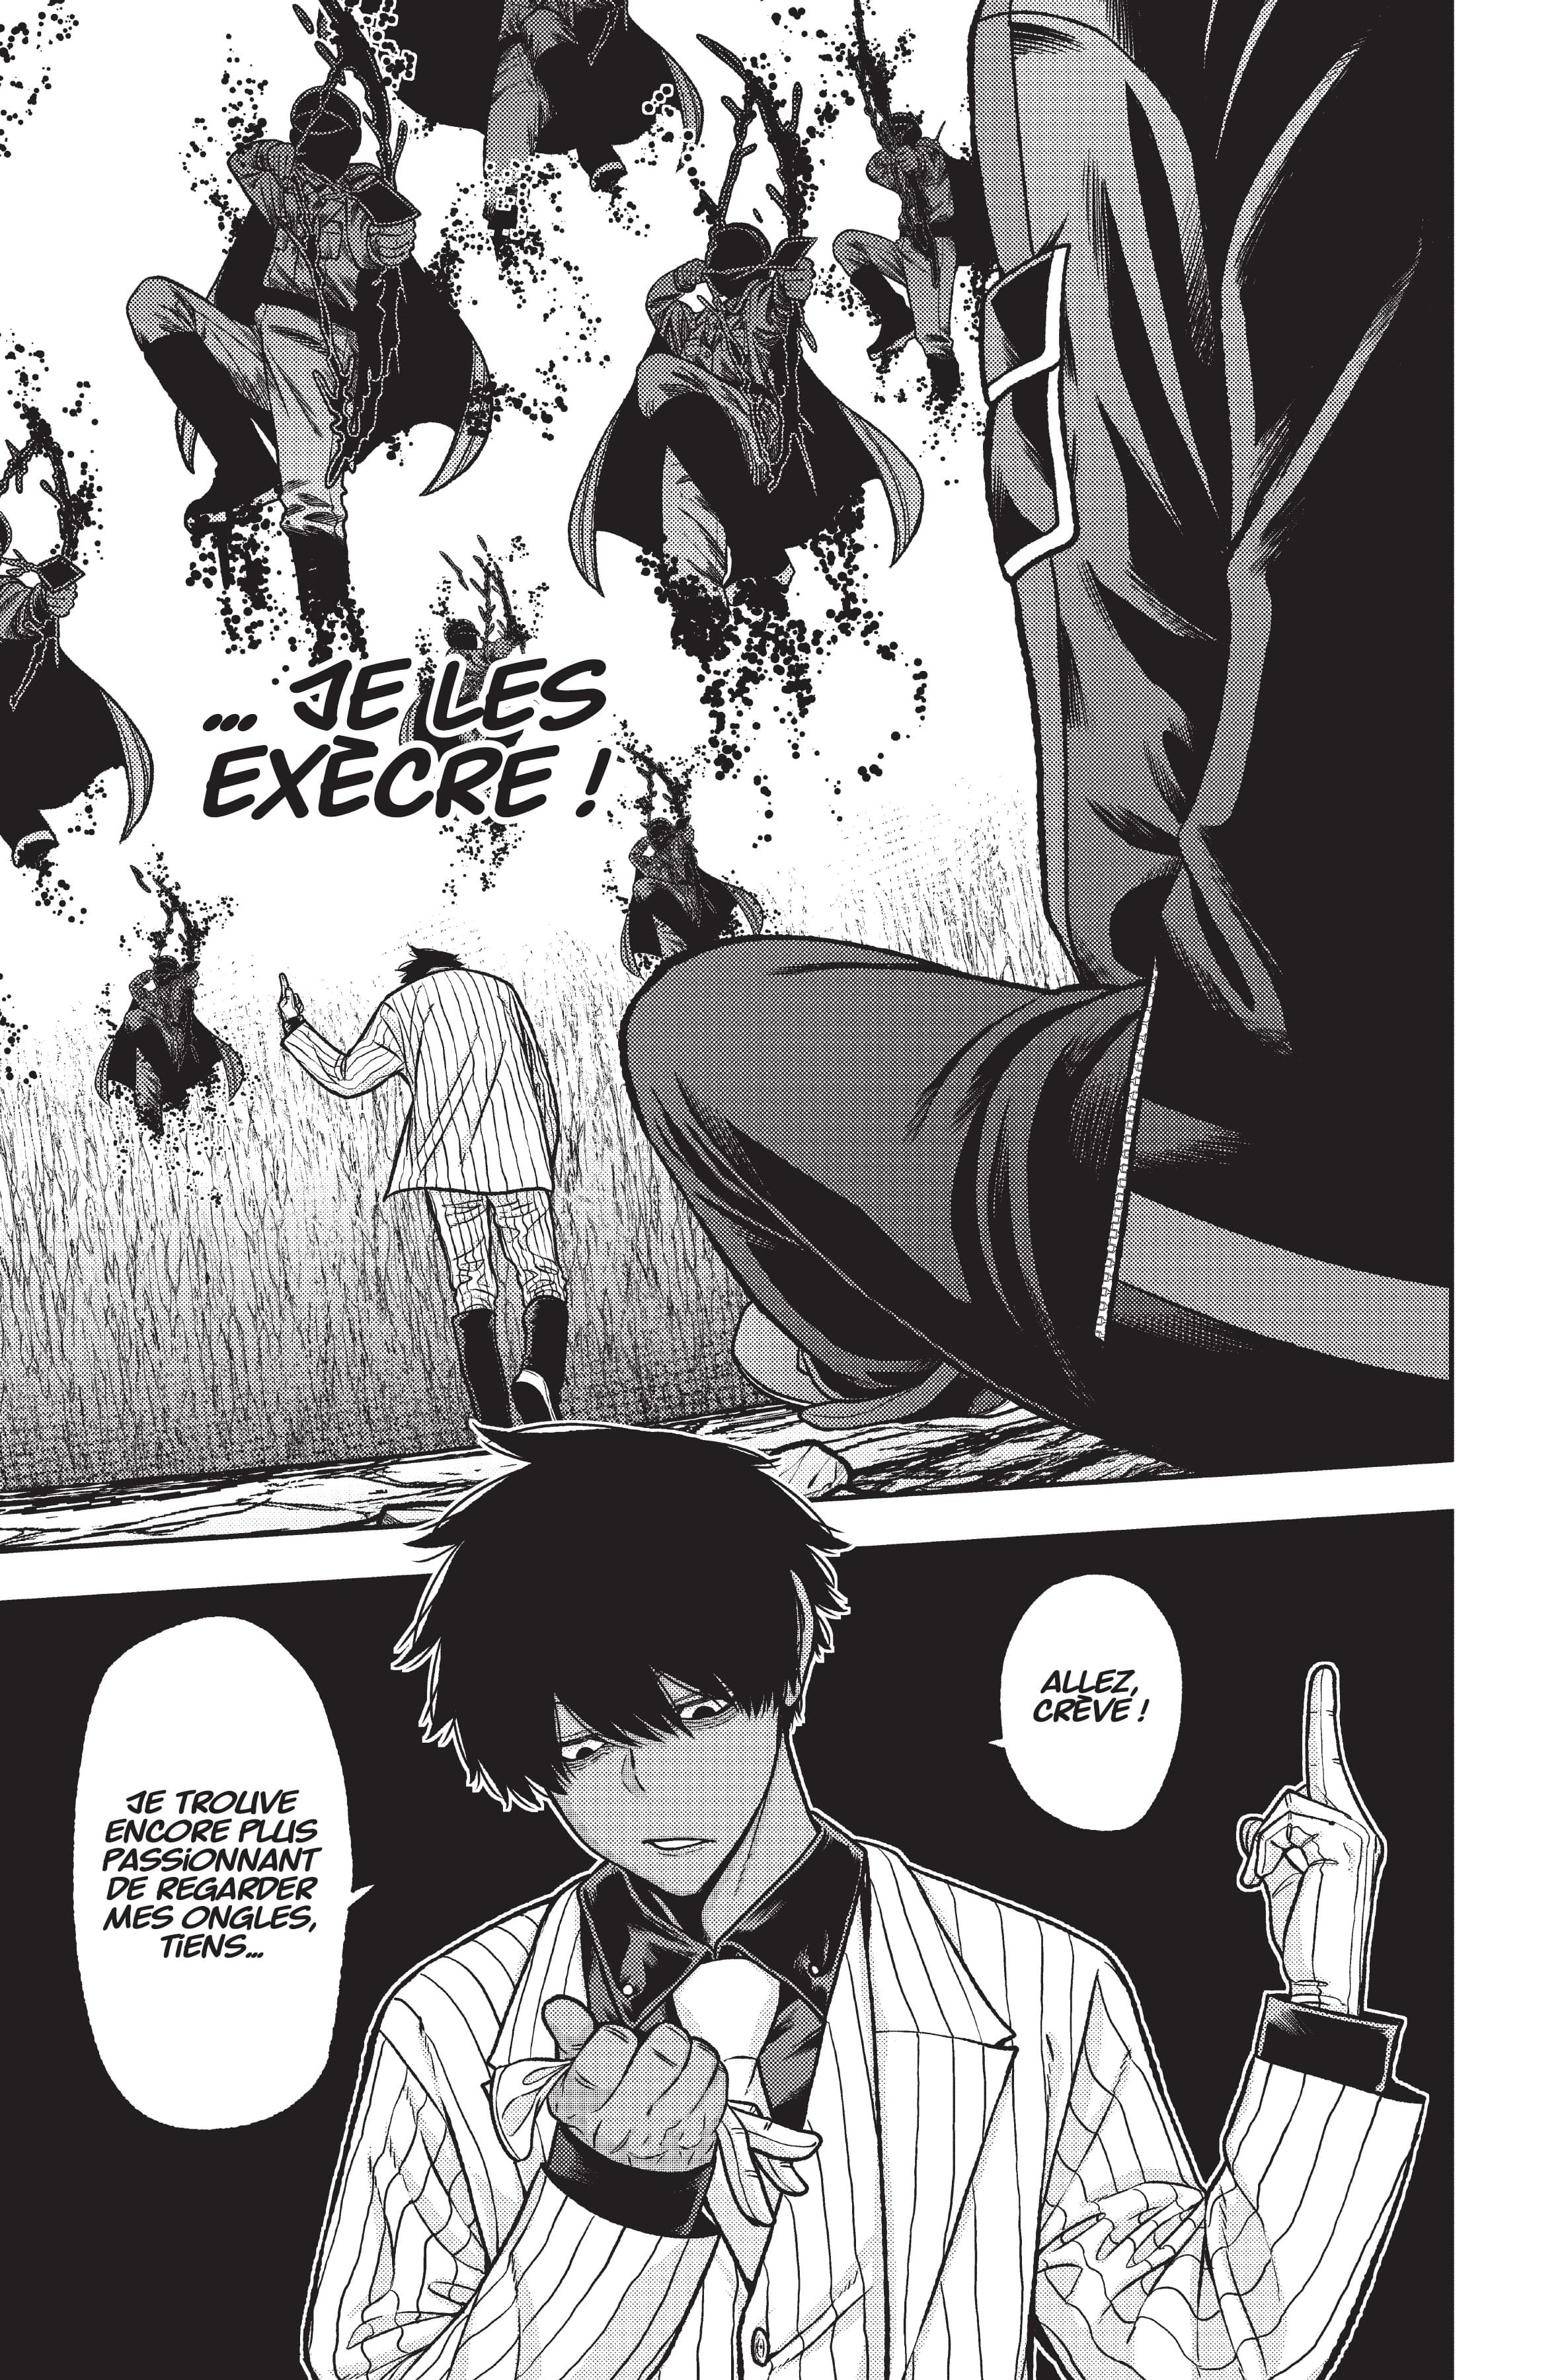 ... JE LES
EXÈCRE !
ALLEZ,
CRÈVE !
JE TROUVE
ENCORE PLUS
PASSIONNANT
DE REGARDER
MES ONGLES,
TIENS...